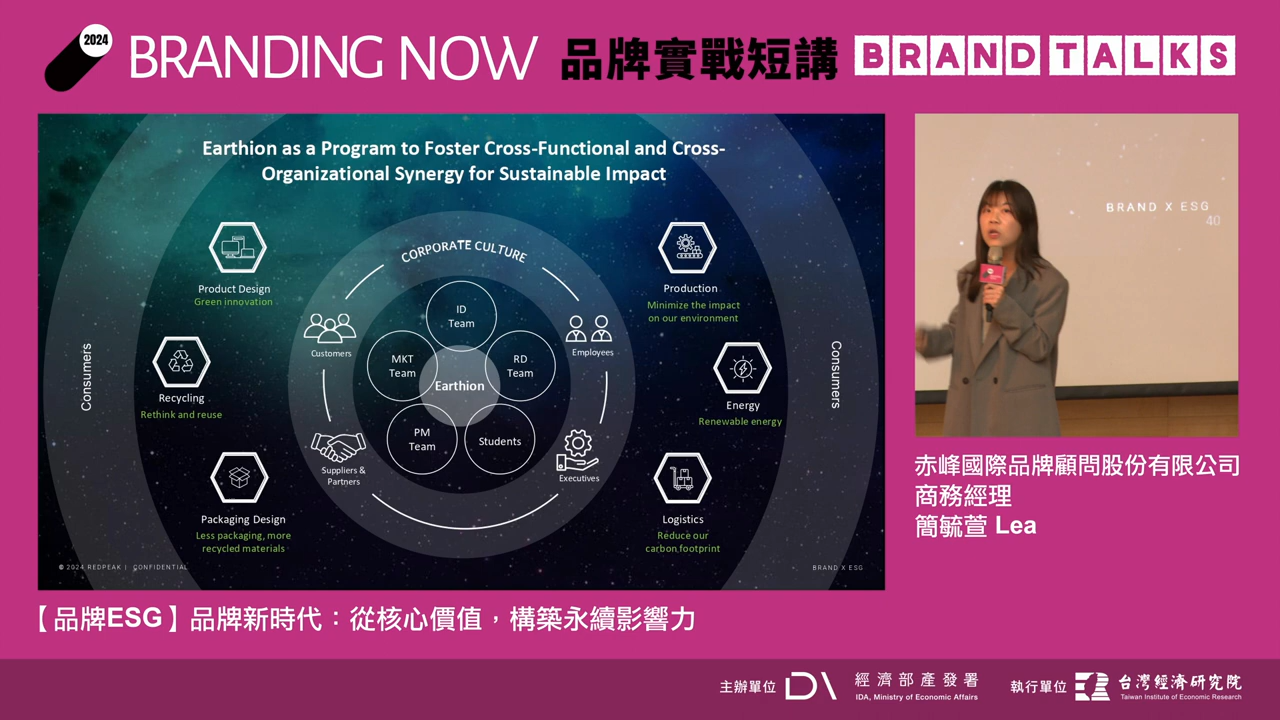 2024
BRANDING NOW 品牌實戰短講 BRAND TALKS
Earthion as a Program to Foster Cross-Functional and Cross-
Organizational Synergy for Sustainable Impact
CORPORATE CULTURE
Product Design
Green innovation
Recycling
Rethink and reuse
Packaging Design
Less packaging, more
recycled materials
Consumers
Customers
Suppliers &
Partners
ID
Team
MKT
Team
RD
Team
Earthion
PM
Team
Students
Employees
Executives
Production
Minimize the impact
on our environment
Energy
Renewable energy
Logistics
Reduce our
carbon footprint
Consumers
© 2024 REDPEAK | CONFIDENTIAL
BRAND X ESG
BRAND X ESG
40
赤峰國際品牌顧問股份有限公司
商務經理
簡毓萱 Lea
【品牌ESG】品牌新時代：從核心價值，構築永續影響力
主辦單位
經濟部產發署
IDA, Ministry of Economic Affairs
執行單位
台灣經濟研究院
Taiwan Institute of Economic Research